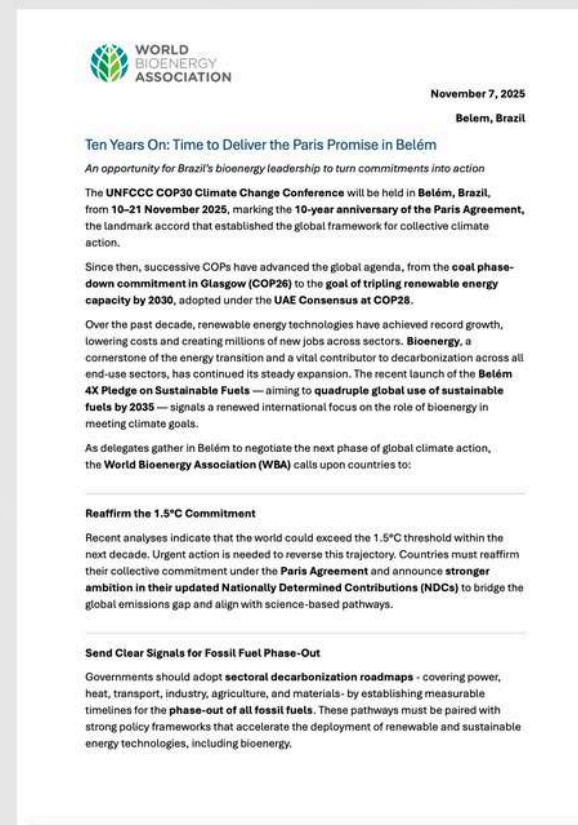 WORLD
BIOENERGY
ASSOCIATION
November 7, 2025
Belem, Brazil
Ten Years On: Time to Deliver the Paris Promise in Belém
An opportunity for Brazil's bioenergy leadership to turn commitments into action
The UNFCCC COP30 Climate Change Conference will be held in Belém, Brazil,
from 10–21 November 2025, marking the 10-year anniversary of the Paris Agreement,
the landmark accord that established the global framework for collective climate
action.
Since then, successive COPs have advanced the global agenda, from the coal phase-
down commitment in Glasgow (COP26) to the goal of tripling renewable energy
capacity by 2030, adopted under the UAE Consensus at COP28.
Over the past decade, renewable energy technologies have achieved record growth,
lowering costs and creating millions of new jobs across sectors. Bioenergy, a
cornerstone of the energy transition and a vital contributor to decarbonization across all
end-use sectors, has continued its steady expansion. The recent launch of the Belém
4X Pledge on Sustainable Fuels — aiming to quadruple global use of sustainable
fuels by 2035 — signals a renewed international focus on the role of bioenergy in
meeting climate goals.
As delegates gather in Belém to negotiate the next phase of global climate action,
the World Bioenergy Association (WBA) calls upon countries to:
Reaffirm the 1.5°C Commitment
Recent analyses indicate that the world could exceed the 1.5°C threshold within the
next decade. Urgent action is needed to reverse this trajectory. Countries must reaffirm
their collective commitment under the Paris Agreement and announce stronger
ambition in their updated Nationally Determined Contributions (NDCs) to bridge the
global emissions gap and align with science-based pathways.
Send Clear Signals for Fossil Fuel Phase-Out
Governments should adopt sectoral decarbonization roadmaps - covering power,
heat, transport, industry, agriculture, and materials- by establishing measurable
timelines for the phase-out of all fossil fuels. These pathways must be paired with
strong policy frameworks that accelerate the deployment of renewable and sustainable
energy technologies, including bioenergy.